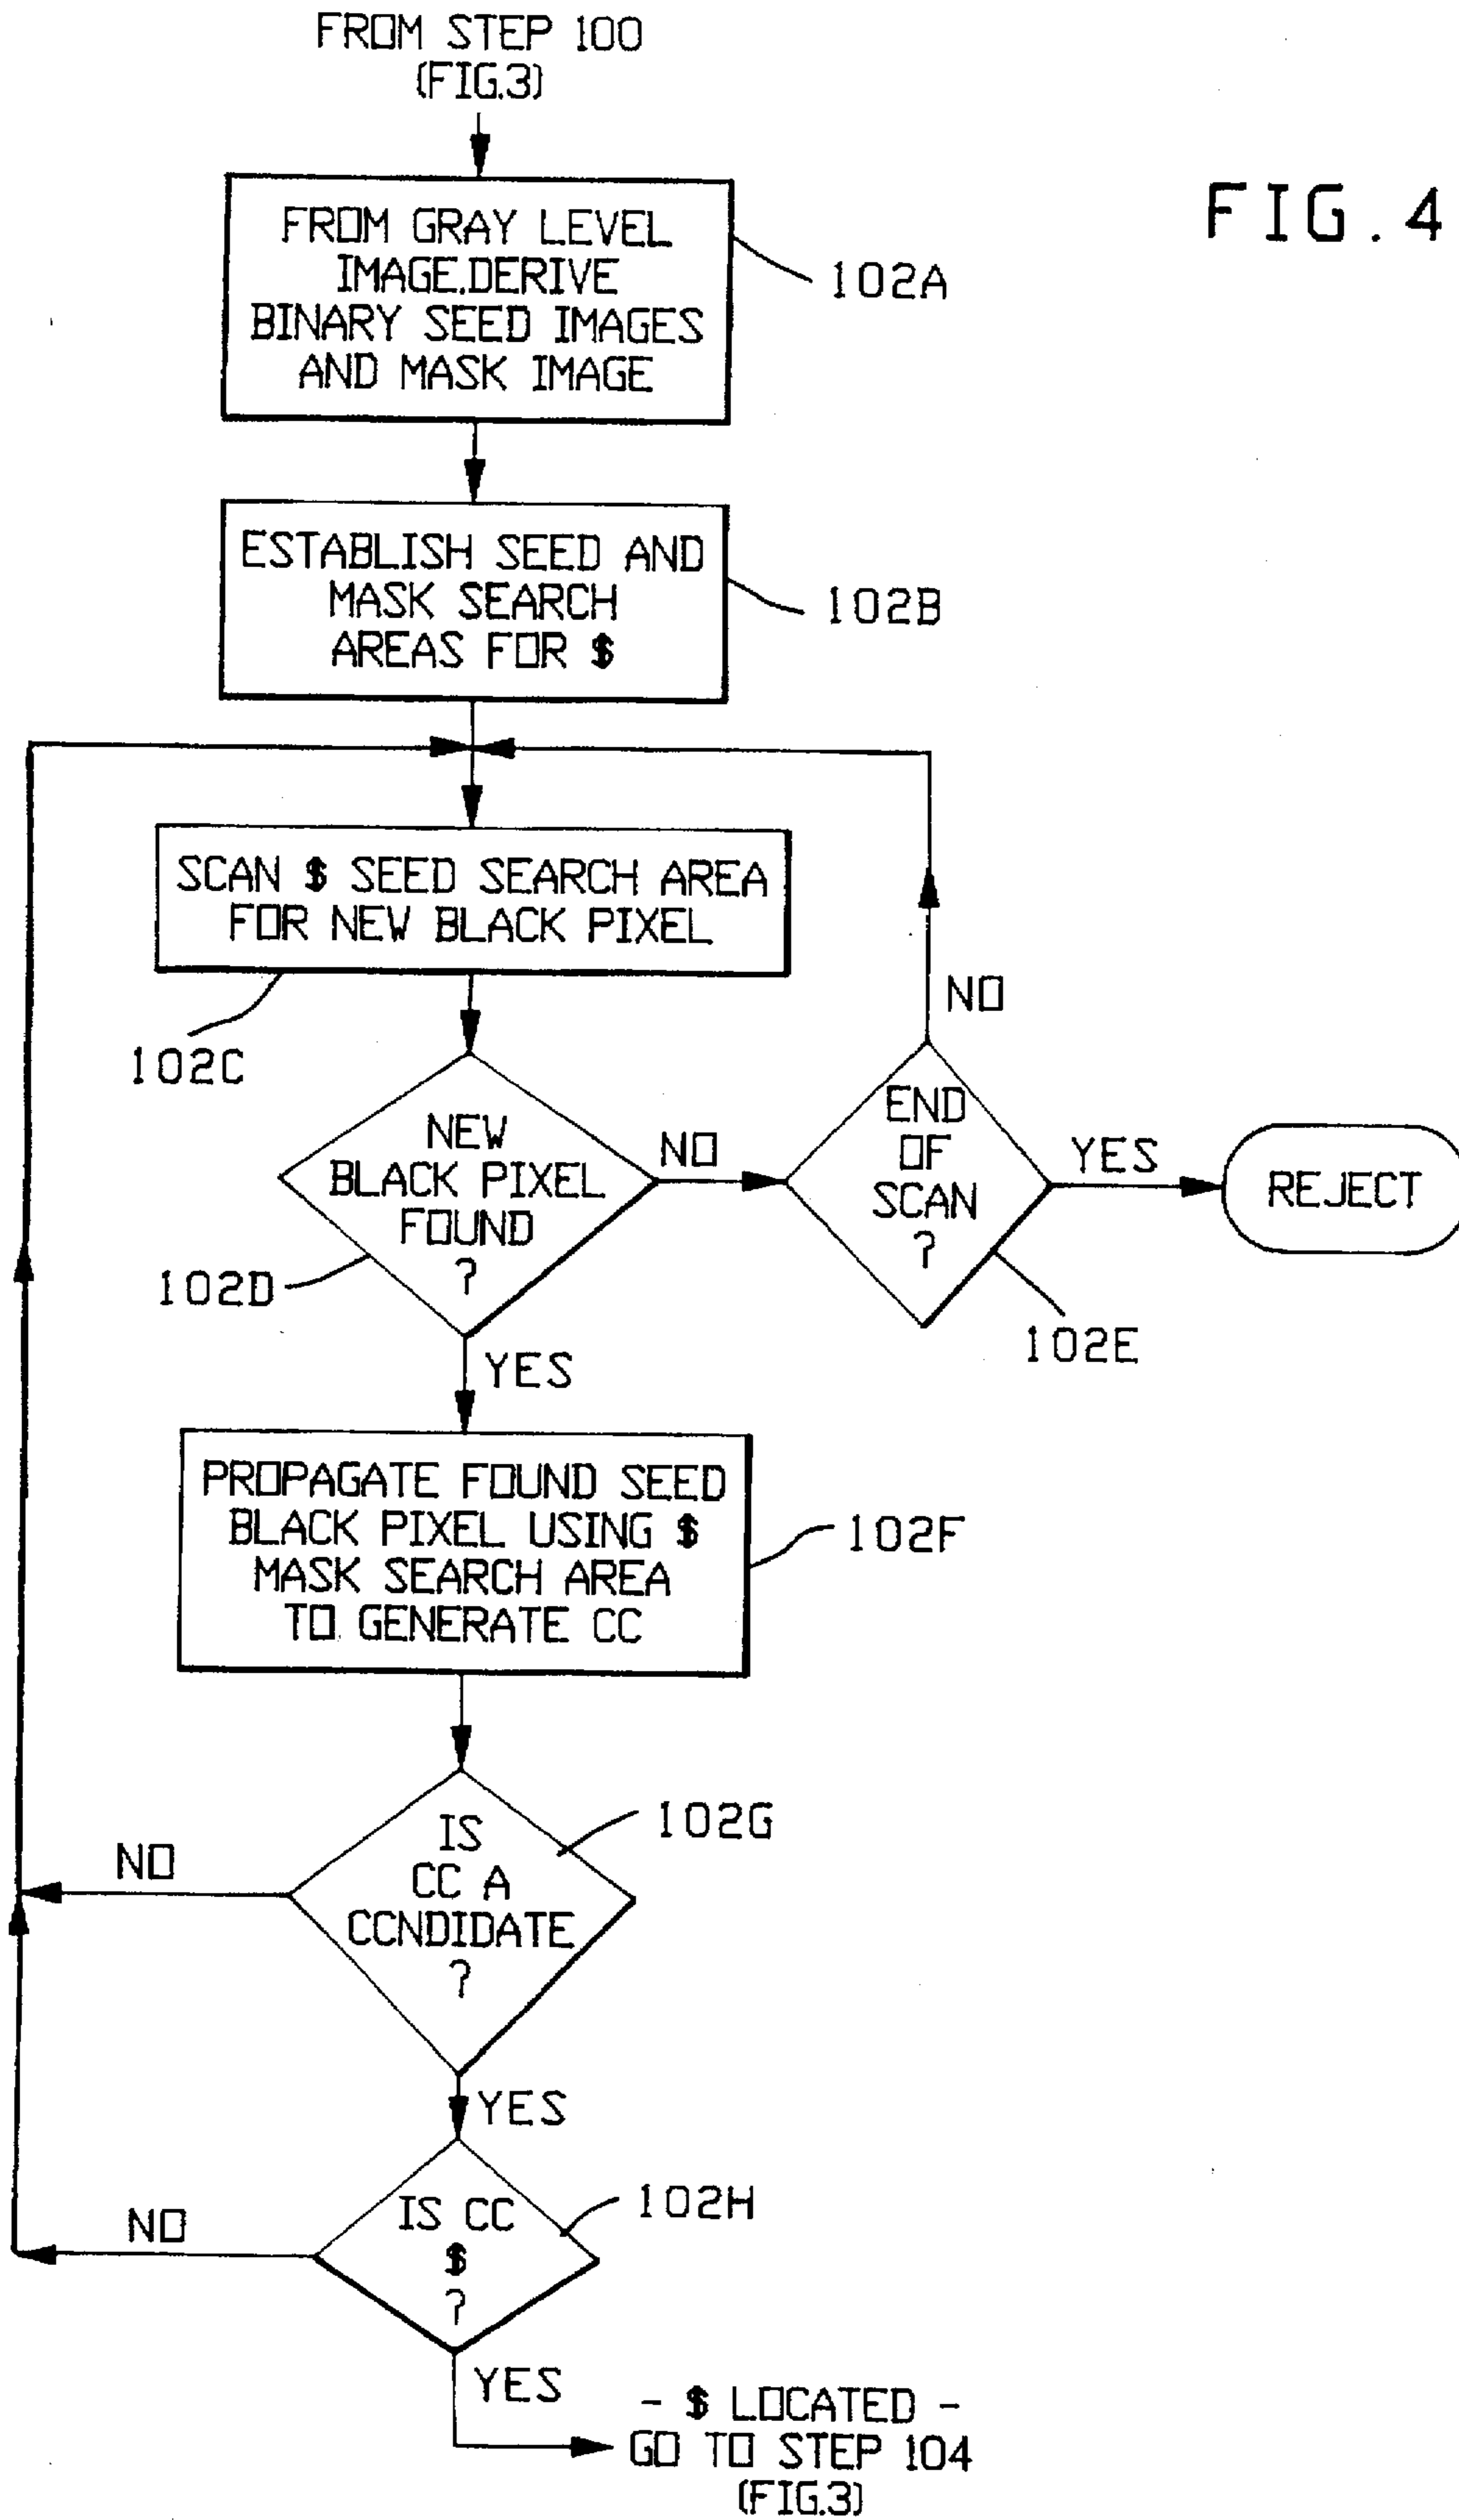 FROM STEP 100
(FIG.3)
FIG. 4
FROM GRAY LEVEL
IMAGE.DERIVE
BINARY SEED IMAGES
AND MASK IMAGE
102A
ESTABLISH SEED AND
MASK SEARCH
AREAS FOR $
102B
SCAN $ SEED SEARCH AREA
FOR NEW BLACK PIXEL
102C
NO
NEW
BLACK PIXEL
FOUND
?
102D
NO
END
OF
SCAN
?
102E
YES
REJECT
YES
PROPAGATE FOUND SEED
BLACK PIXEL USING $
MASK SEARCH AREA
TO GENERATE CC
102F
IS
CC A
CCNDIDATE
?
102G
NO
YES
IS CC
$
?
102H
NO
YES
- $ LOCATED -
GO TO STEP 104
(FIG.3)